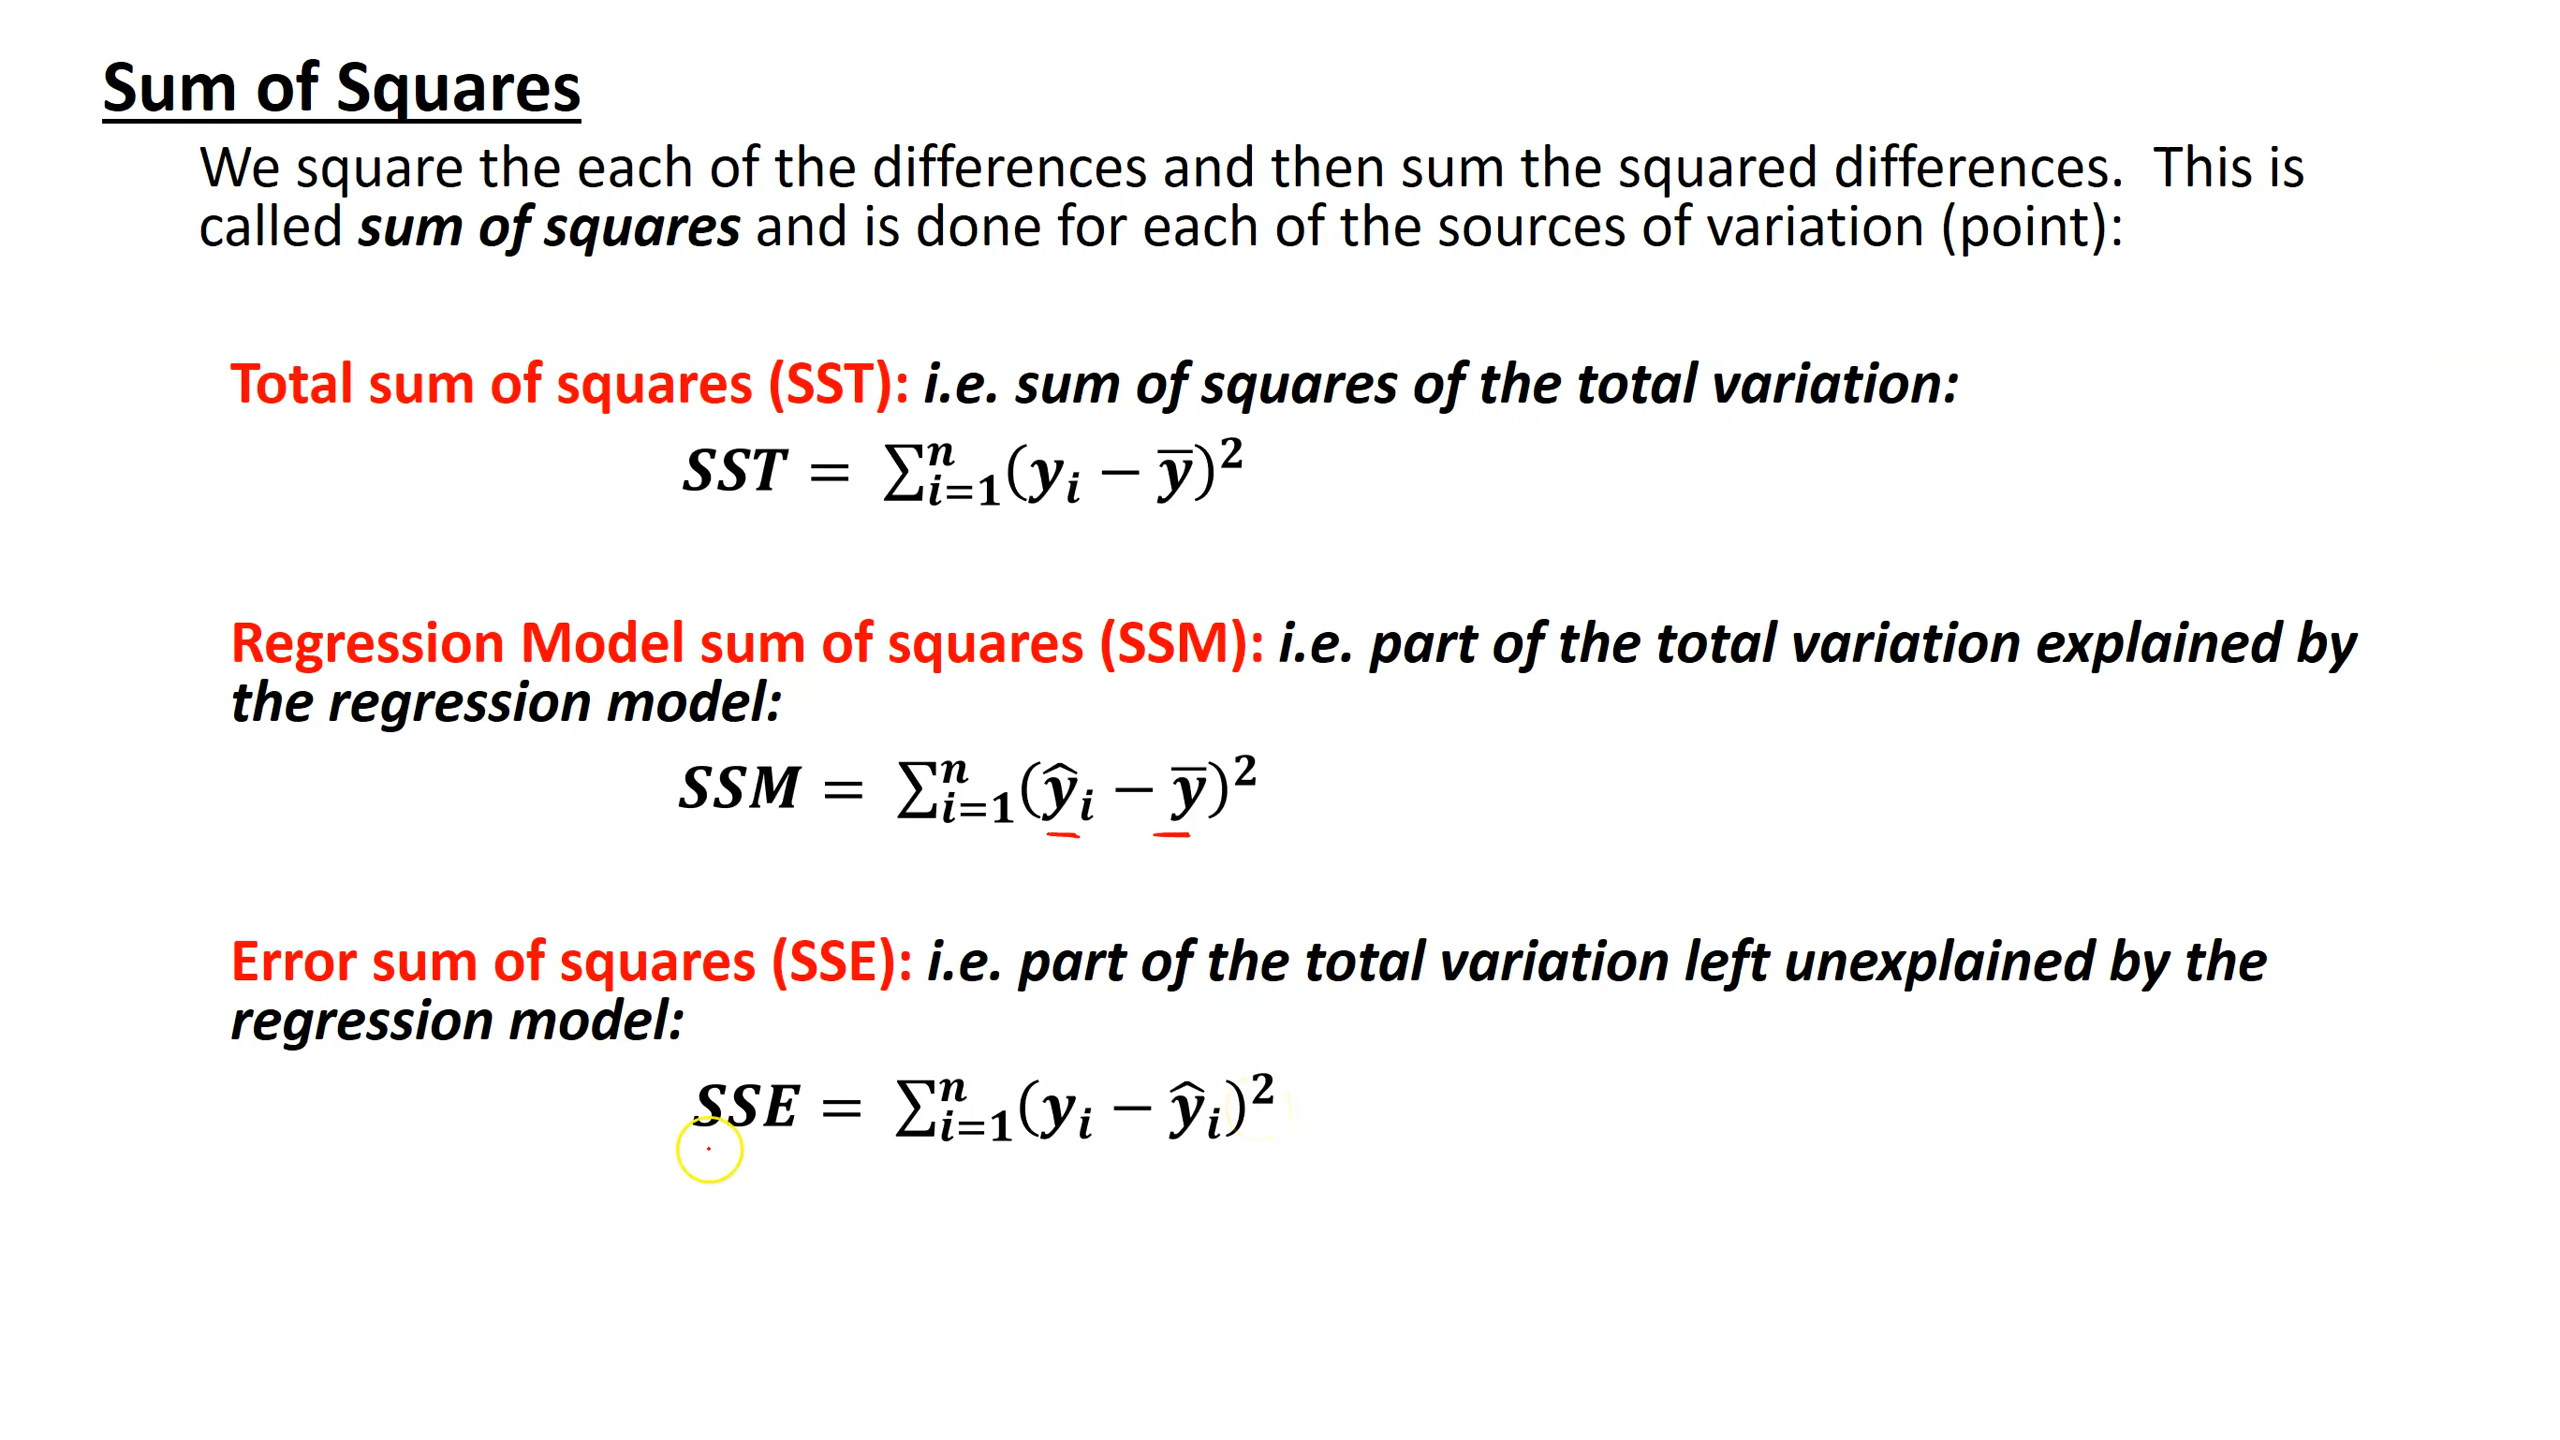 Sum of Squares
We square the each of the differences and then sum the squared differences.  This is
called sum of squares and is done for each of the sources of variation (point):
Total sum of squares (SST): i.e. sum of squares of the total variation:
SST = ∑ⁿᵢ₌₁(yᵢ − ȳ)²
Regression Model sum of squares (SSM): i.e. part of the total variation explained by
the regression model:
SSM = ∑ⁿᵢ₌₁(ŷᵢ − ȳ)²
Error sum of squares (SSE): i.e. part of the total variation left unexplained by the
regression model:
SSE = ∑ⁿᵢ₌₁(yᵢ − ŷᵢ)²